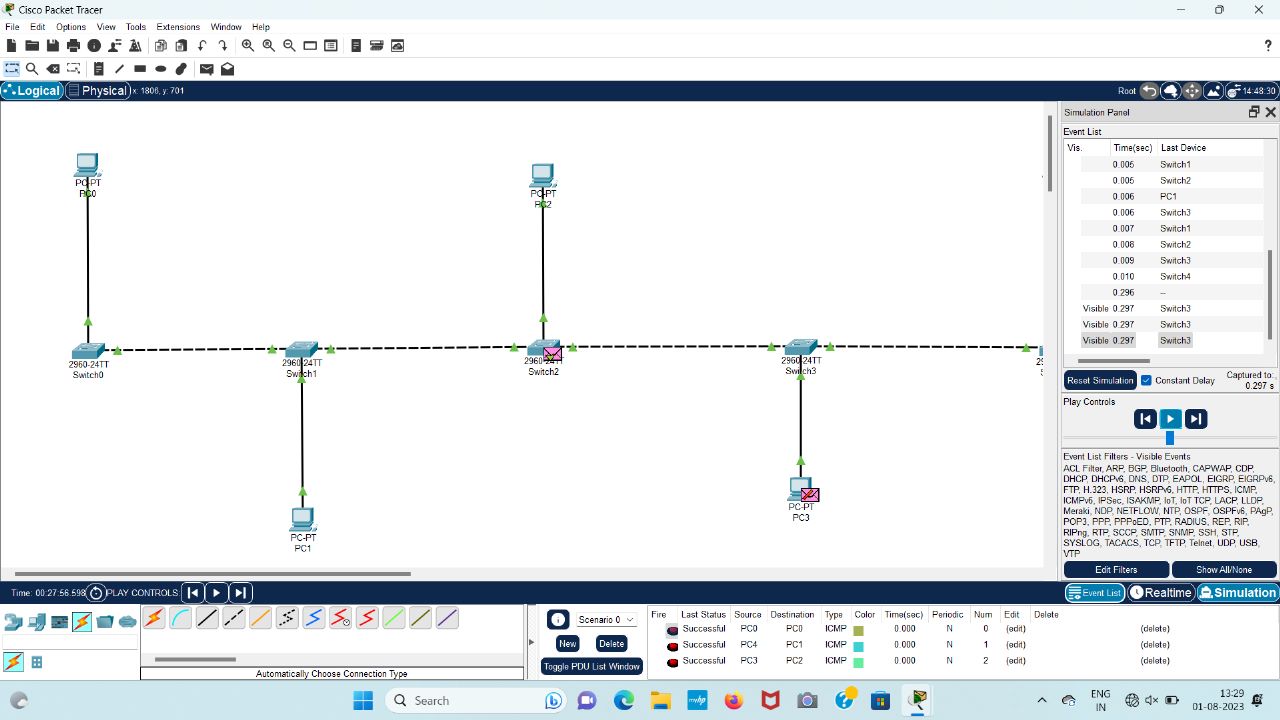 Cisco Packet Tracer
File Edit Options View Tools Extensions Window Help
Logical Physical x: 1806, y: 701 Root 14:48:30
Simulation Panel
Event List
Vis. Time(sec) Last Device
0.005 Switch1
0.005 Switch2
0.006 PC1
0.006 Switch3
0.007 Switch1
0.008 Switch2
0.009 Switch3
0.010 Switch4
0.296 --
Visible 0.297 Switch3
Visible 0.297 Switch3
Visible 0.297 Switch3
Reset Simulation Constant Delay Captured to:
0.297 s
Play Controls
Event List Filters - Visible Events
ACL Filter, ARP, BGP, Bluetooth, CAPWAP, CDP,
DHCP, DHCPv6, DNS, DTP, EAPOL, EIGRP, EIGRPv6,
FTP, H.323, HSRP, HSRPv6, HTTP, HTTPS, ICMP,
ICMPv6, IPSec, ISAKMP, IoT, IoT TCP, LACP, LLDP,
Meraki, NDP, NETFLOW, NTP, OSPF, OSPFv6, PAgP,
POP3, PPP, PPPoED, PTP, RADIUS, REP, RIP,
RIPng, RTP, SCCP, SMTP, SNMP, SSH, STP,
SYSLOG, TACACS, TCP, TFTP, Telnet, UDP, USB,
VTP
Edit Filters Show All/None
PC-PT
PC0
PC-PT
PC2
2960-24TT
Switch0
2960-24TT
Switch1
2960-24TT
Switch2
2960-24TT
Switch3
PC-PT
PC1
PC-PT
PC3
Time: 00:27:56.598 PLAY CONTROLS: Event List Realtime Simulation
Automatically Choose Connection Type
Scenario 0
New Delete
Toggle PDU List Window
Fire Last Status Source Destination Type Color Time(sec) Periodic Num Edit Delete
Successful PC0 PC0 ICMP 0.000 N 0 (edit) (delete)
Successful PC4 PC1 ICMP 0.000 N 1 (edit) (delete)
Successful PC3 PC2 ICMP 0.000 N 2 (edit) (delete)
Search
myhp
ENG
IN
13:29
01-08-2023